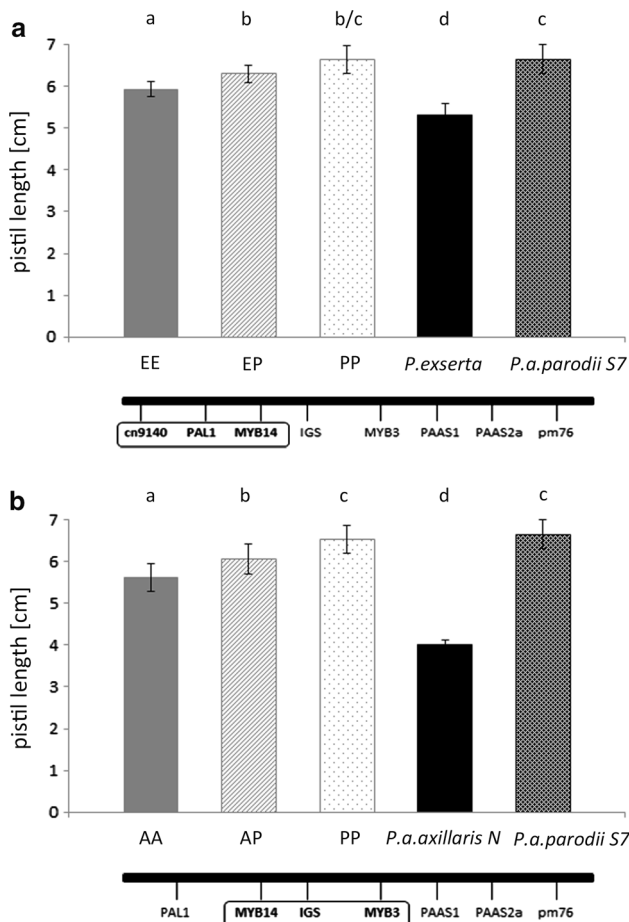 a
a b b/c d c
pistil length [cm]
7
6
5
4
3
2
1
0
EE EP PP P.exserta P.a.parodii S7
cn9140 PAL1 MYB14 IGS MYB3 PAAS1 PAAS2a pm76
b
a b c d c
pistil length [cm]
7
6
5
4
3
2
1
0
AA AP PP P.a.axillaris N P.a.parodii S7
PAL1 MYB14 IGS MYB3 PAAS1 PAAS2a pm76